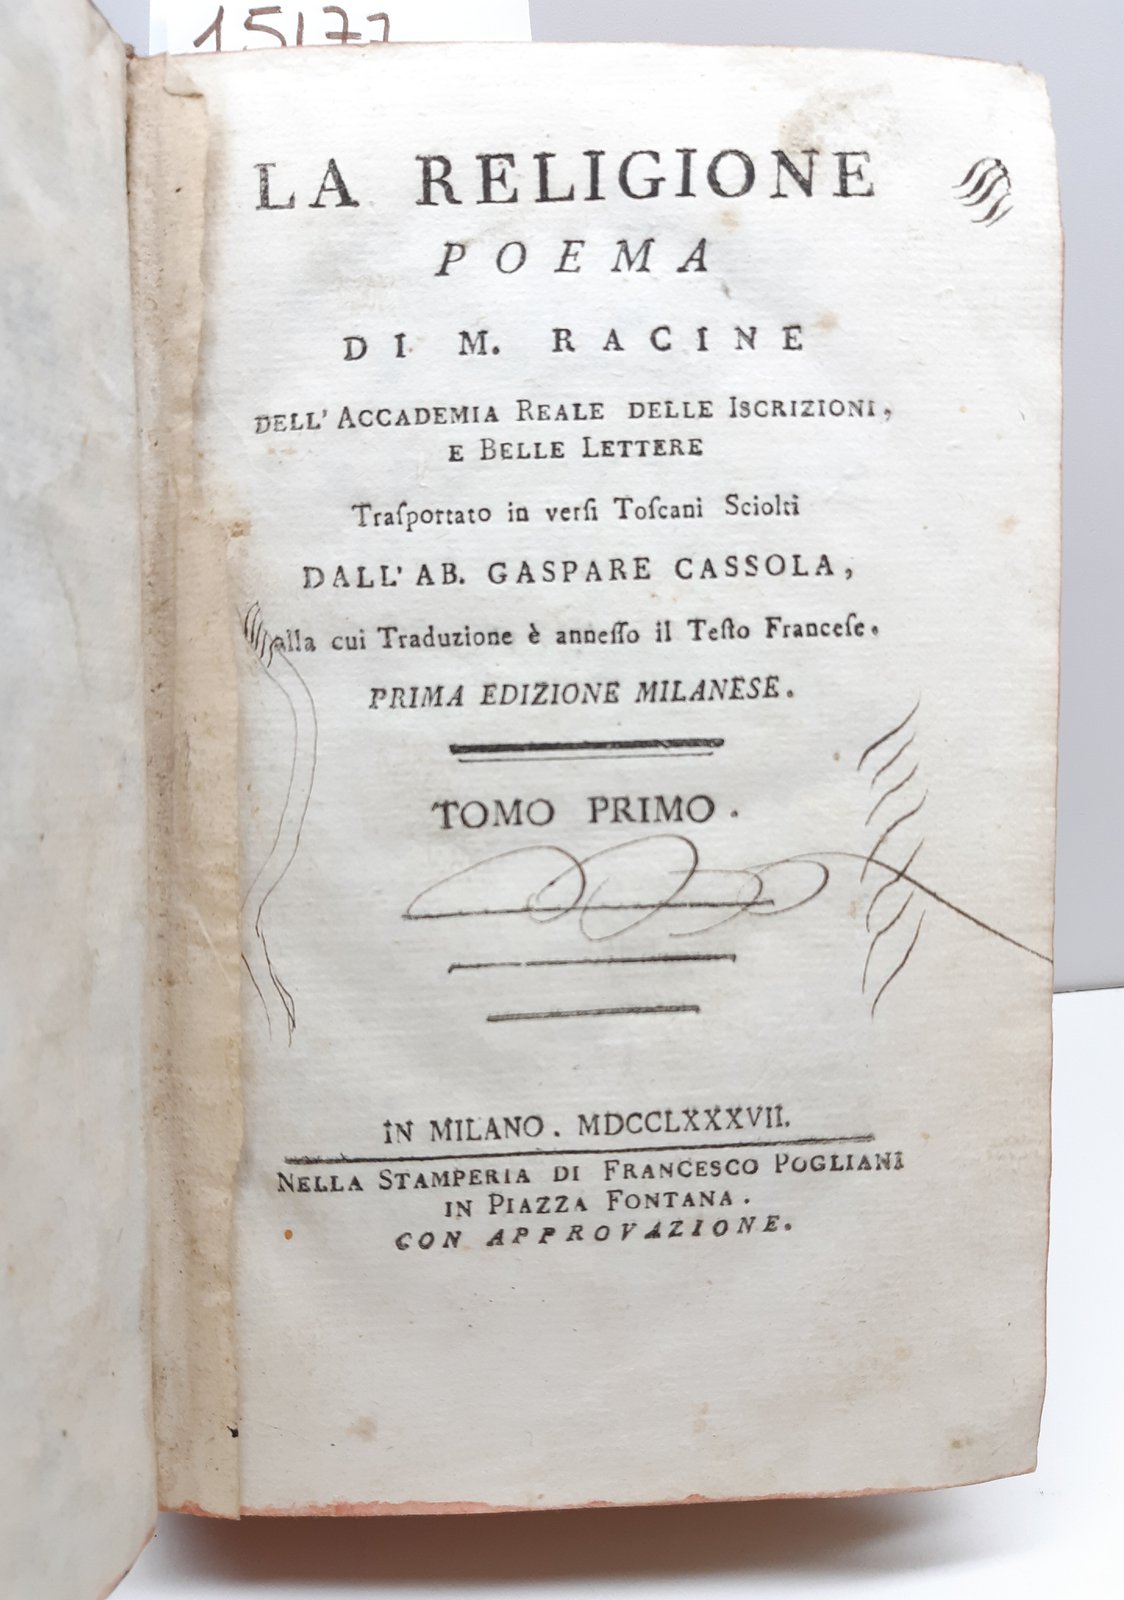 15177
LA RELIGIONE
POEMA
DI M. RACINE
DELL' ACCADEMIA REALE DELLE ISCRIZIONI,
E BELLE LETTERE
Traſportato in verſi Toſcani Sciolti
DALL' AB. GASPARE CASSOLA,
alla cui Traduzione è anneſſo il Teſto Franceſe.
PRIMA EDIZIONE MILANESE.
TOMO PRIMO.
IN MILANO. MDCCLXXXVII.
NELLA STAMPERIA DI FRANCESCO POGLIANI
IN PIAZZA FONTANA.
CON APPROVAZIONE.